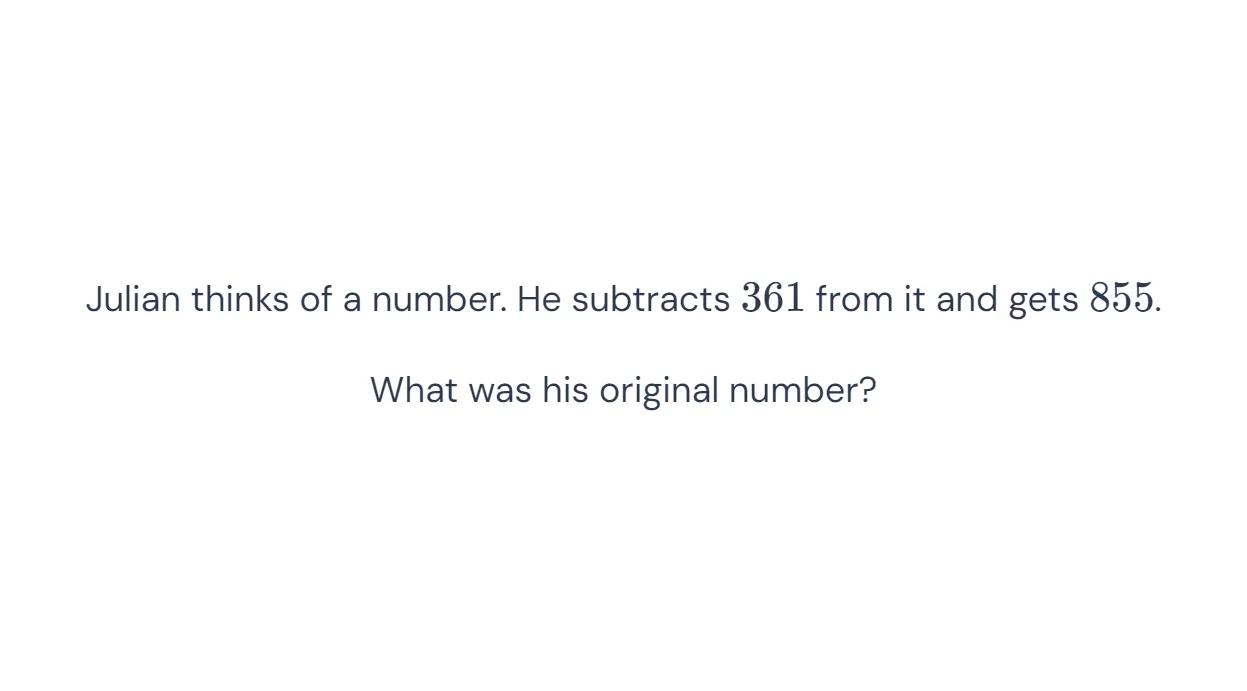 Julian thinks of a number. He subtracts 361 from it and gets 855.
What was his original number?